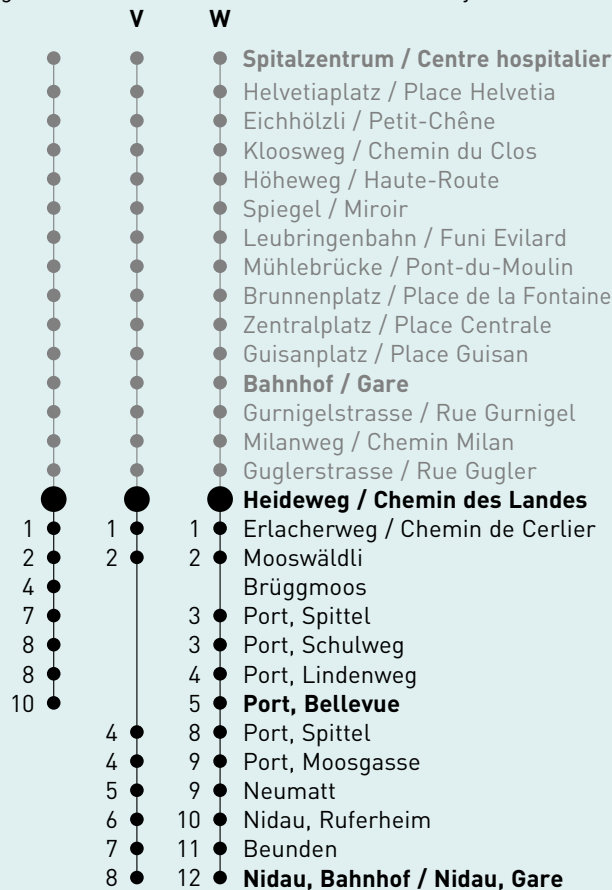 V W
Spitalzentrum / Centre hospitalier
Helvetiaplatz / Place Helvetia
Eichhölzli / Petit-Chêne
Kloosweg / Chemin du Clos
Höheweg / Haute-Route
Spiegel / Miroir
Leubringenbahn / Funi Evilard
Mühlebrücke / Pont-du-Moulin
Brunnenplatz / Place de la Fontaine
Zentralplatz / Place Centrale
Guisanplatz / Place Guisan
Bahnhof / Gare
Gurnigelstrasse / Rue Gurnigel
Milanweg / Chemin Milan
Guglerstrasse / Rue Gugler
Heideweg / Chemin des Landes
1 1 1 Erlacherweg / Chemin de Cerlier
2 2 2 Mooswäldli
4 Brüggmoos
7 3 Port, Spittel
8 3 Port, Schulweg
8 4 Port, Lindenweg
10 5 Port, Bellevue
4 8 Port, Spittel
4 9 Port, Moosgasse
5 9 Neumatt
6 10 Nidau, Ruferheim
7 11 Beunden
8 12 Nidau, Bahnhof / Nidau, Gare